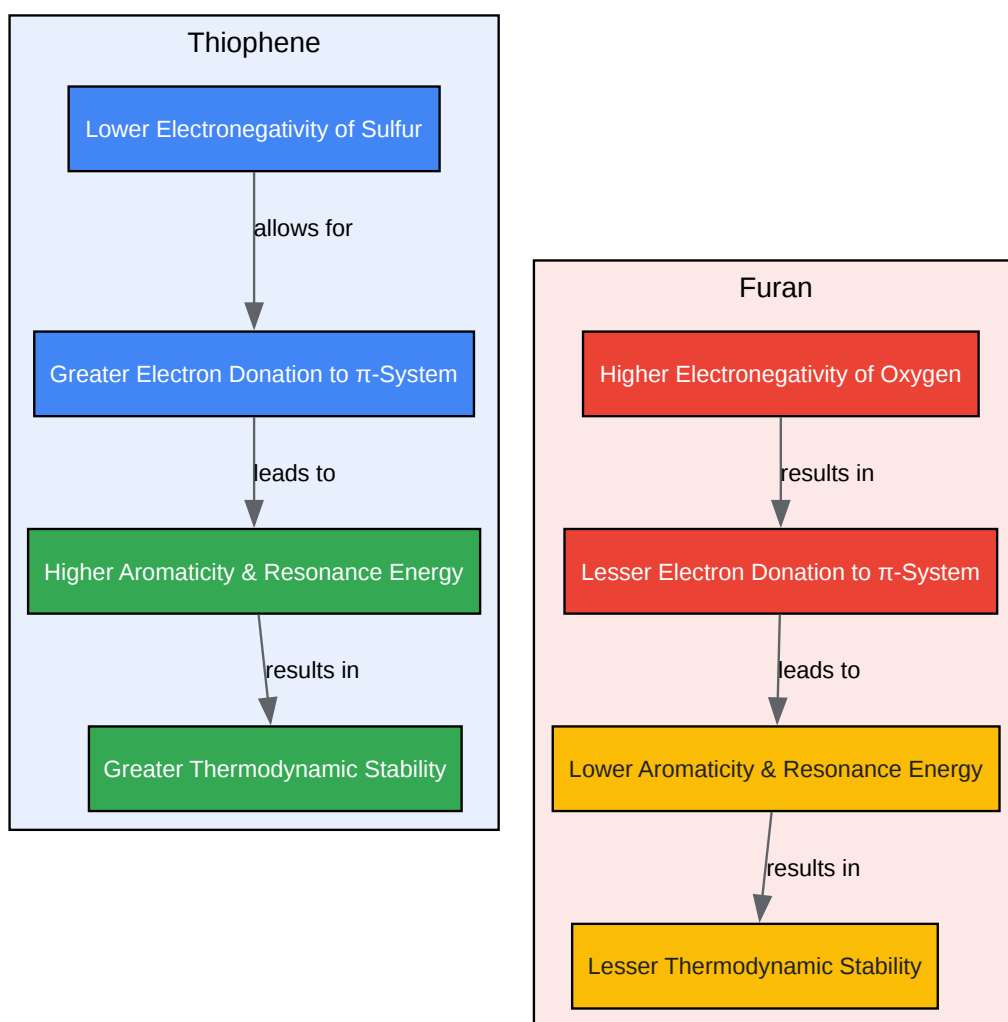 Thiophene
Lower Electronegativity of Sulfur
allows for
Greater Electron Donation to π-System
leads to
Higher Aromaticity & Resonance Energy
results in
Greater Thermodynamic Stability
Furan
Higher Electronegativity of Oxygen
results in
Lesser Electron Donation to π-System
leads to
Lower Aromaticity & Resonance Energy
results in
Lesser Thermodynamic Stability